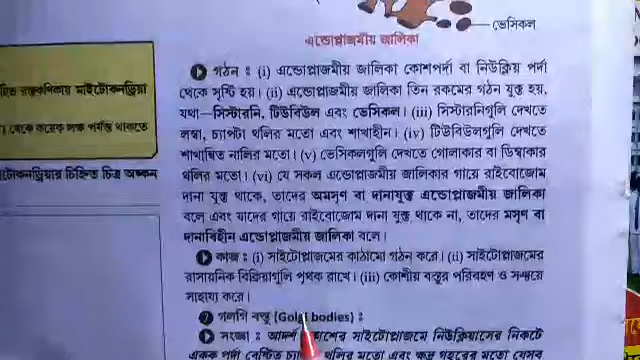 ভেসিকল
এন্ডোপ্লাজমীয় জালিকা
গঠন : (i) এন্ডোপ্লাজমীয় জালিকা কোশপর্দা বা নিউক্লিয় পর্দা
থেকে সৃষ্টি হয়। (ii) এন্ডোপ্লাজমীয় জালিকা তিন রকমের গঠন যুক্ত হয়,
যথা—সিস্টারনি, টিউবিউল এবং ভেসিকল। (iii) সিস্টারনিগুলি দেখতে
লম্বা, চ্যাপ্টা থলির মতো এবং শাখাহীন। (iv) টিউবিউলগুলি দেখতে
শাখান্বিত নালির মতো। (v) ভেসিকলগুলি দেখতে গোলাকার বা ডিম্বাকার
থলির মতো। (vi) যে সকল এন্ডোপ্লাজমীয় জালিকার গায়ে রাইবোজোম
দানা যুক্ত থাকে, তাদের অমসৃণ বা দানাযুক্ত এন্ডোপ্লাজমীয় জালিকা
বলে এবং যাদের গায়ে রাইবোজোম দানা যুক্ত থাকে না, তাদের মসৃণ বা
দানাবিহীন এন্ডোপ্লাজমীয় জালিকা বলে।
কাজ : (i) সাইটোপ্লাজমের কাঠামো গঠন করে। (ii) সাইটোপ্লাজমের
রাসায়নিক বিক্রিয়াগুলি পৃথক রাখে। (iii) কোশীয় বস্তুর পরিবহণ ও সঞ্চয়ে
সাহায্য করে।
গলগি বস্তু (Golgi bodies) :
সংজ্ঞা : আদর্শ কোশের সাইটোপ্লাজমে নিউক্লিয়াসের নিকটে
একক পর্দা বেষ্টিত থলির মতো এবং ক্ষুদ্র গহ্বরের মতো যেসব
রক্তকণিকায় মাইটোকনড্রিয়া
থেকে কয়েক লক্ষ পর্যন্ত থাকতে
চিহ্নিত চিত্র অঙ্কন